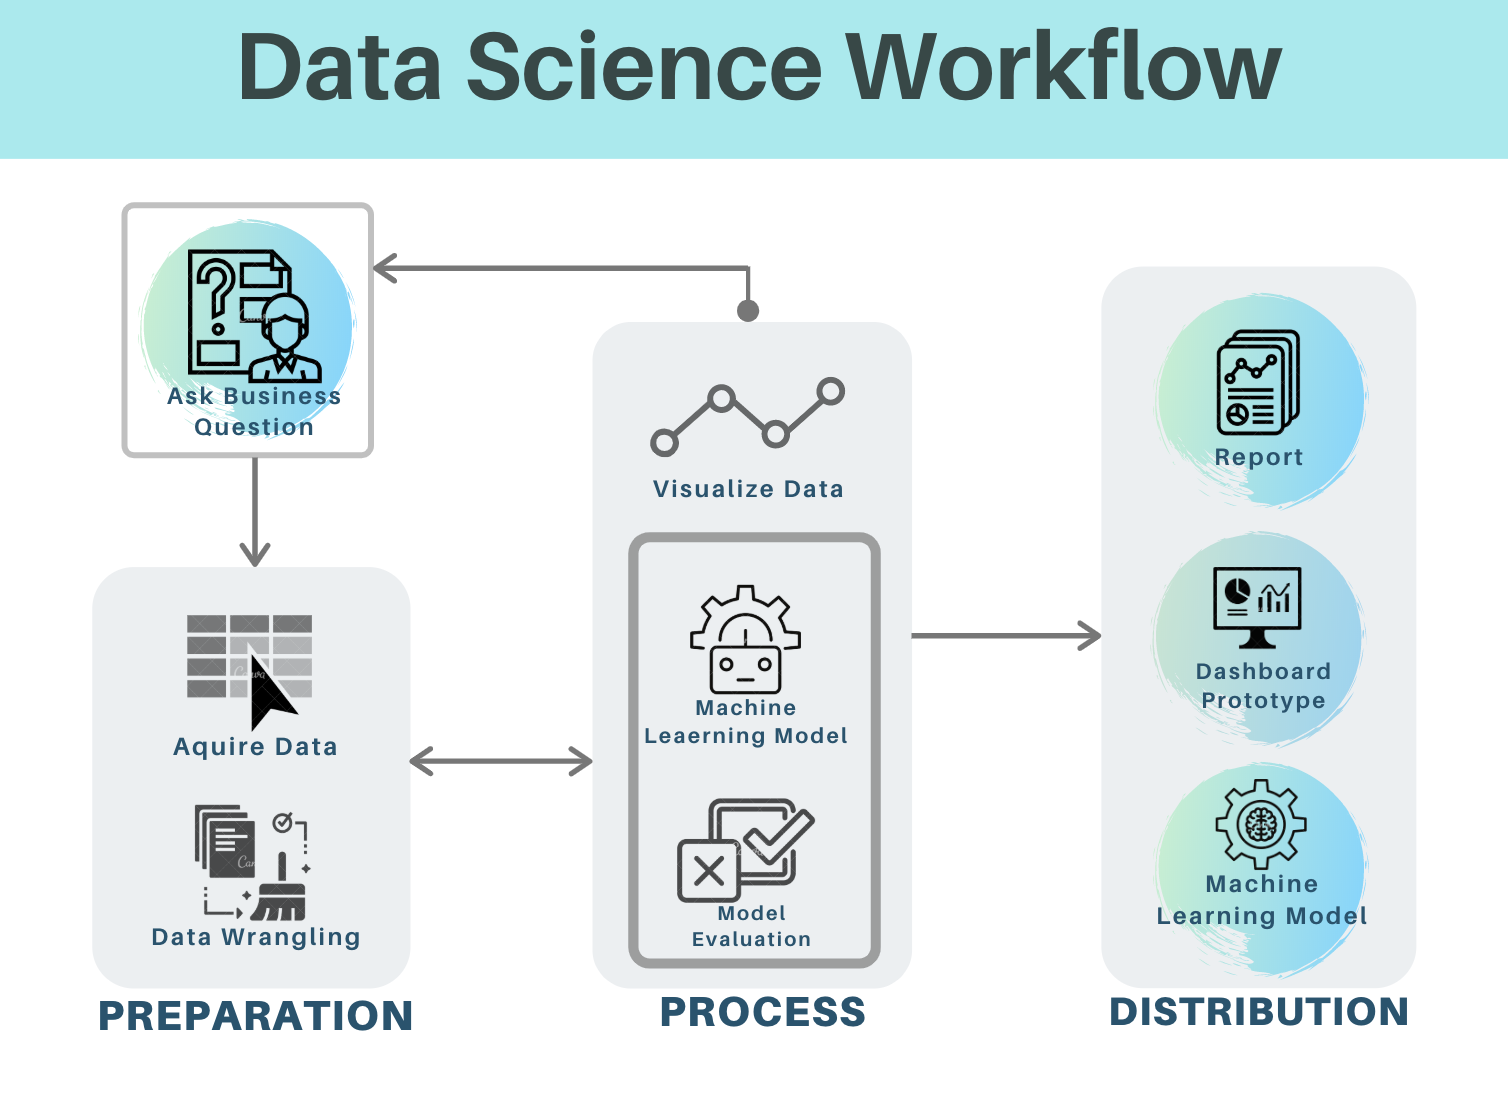 Data Science Workflow
Ask Business
Question
Aquire Data
Data Wrangling
PREPARATION
Visualize Data
Machine
Leaerning Model
Model
Evaluation
PROCESS
Report
Dashboard
Prototype
Machine
Learning Model
DISTRIBUTION